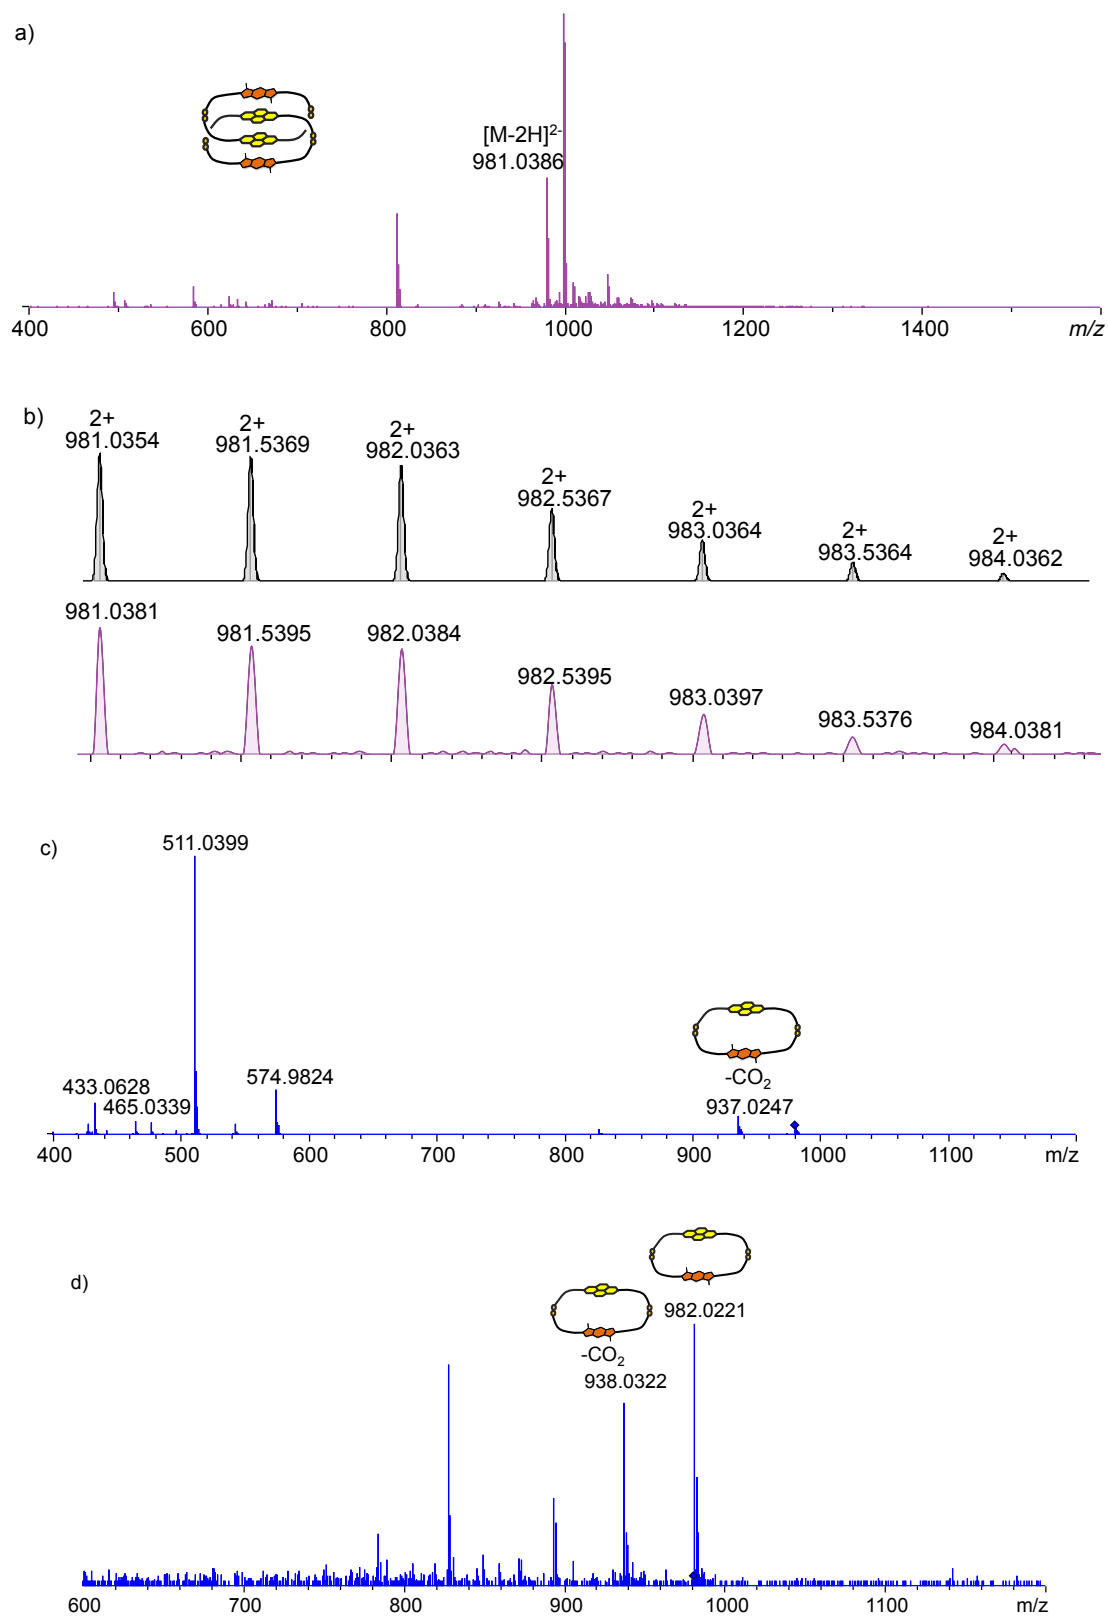 a)
[M-2H]2-
981.0386
400 600 800 1000 1200 1400 m/z
b)
2+ 2+ 2+ 2+ 2+ 2+ 2+
981.0354 981.5369 982.0363 982.5367 983.0364 983.5364 984.0362
981.0381 981.5395 982.0384 982.5395 983.0397 983.5376 984.0381
c)
511.0399
433.0628
465.0339
574.9824
-CO2
937.0247
400 500 600 700 800 900 1000 1100 m/z
d)
982.0221
-CO2
938.0322
600 700 800 900 1000 1100 m/z